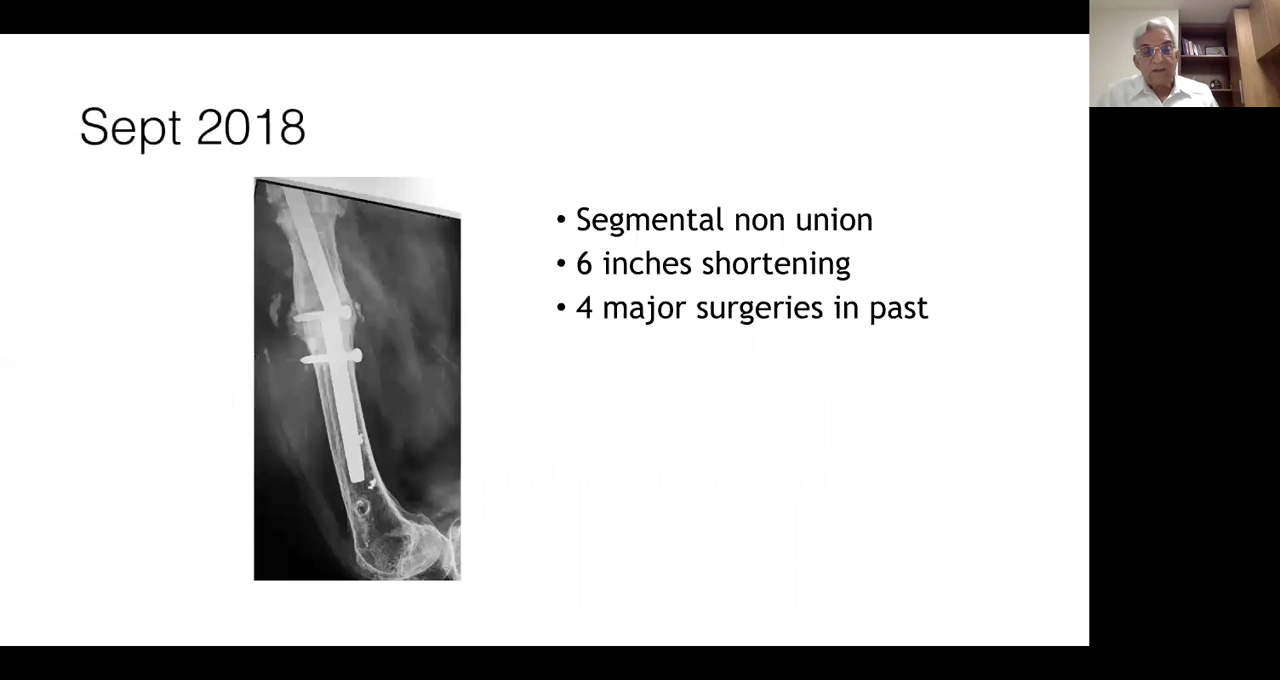 Sept 2018
• Segmental non union
• 6 inches shortening
• 4 major surgeries in past